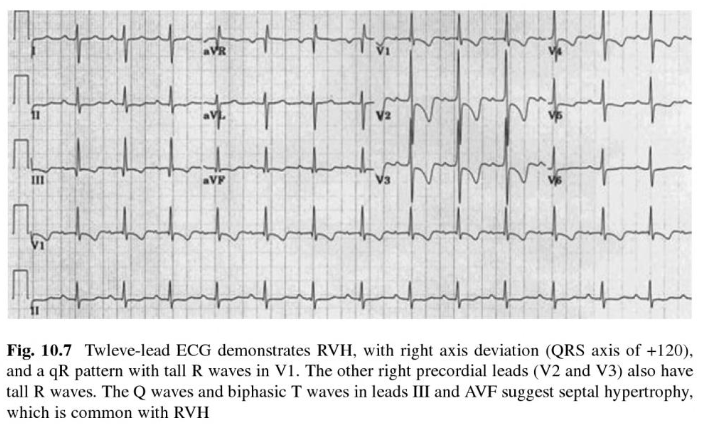 I aVR V1 V4
II aVL V2 V5
III aVF V3 V6
V1
II
Fig. 10.7 Twleve-lead ECG demonstrates RVH, with right axis deviation (QRS axis of +120),
and a qR pattern with tall R waves in V1. The other right precordial leads (V2 and V3) also have
tall R waves. The Q waves and biphasic T waves in leads III and AVF suggest septal hypertrophy,
which is common with RVH